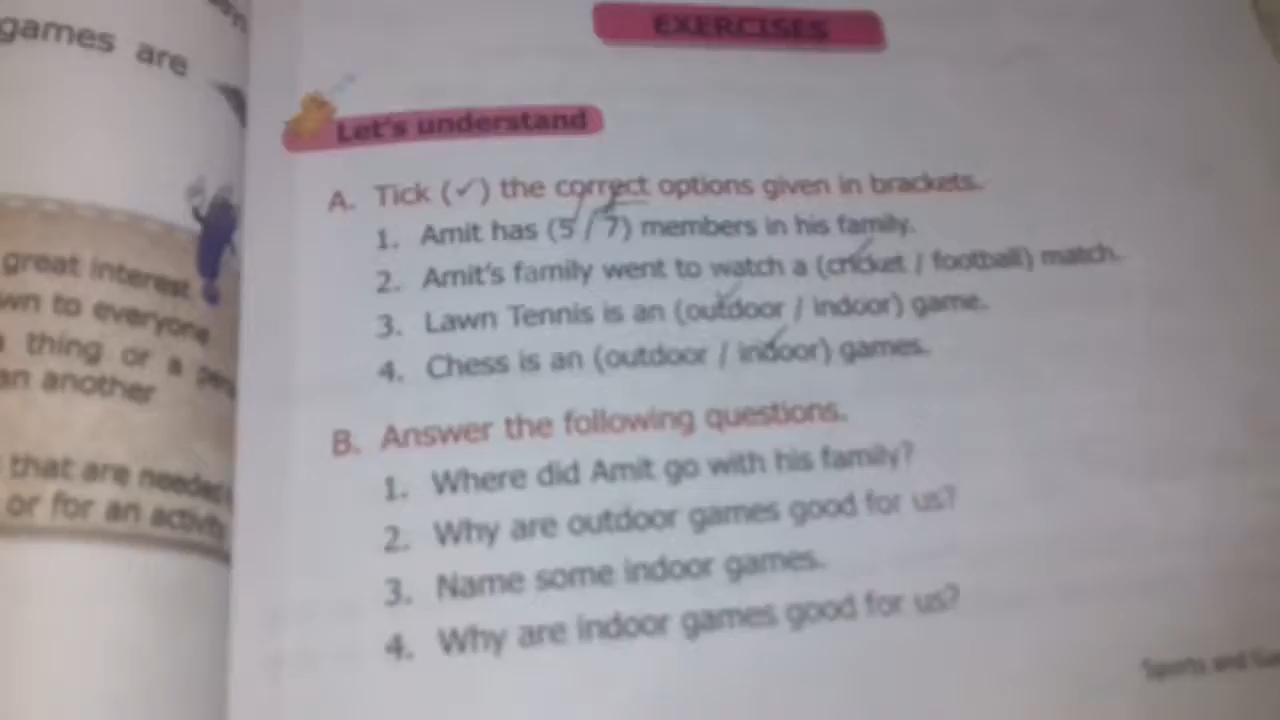 games are
EXERCISES
Let's understand
A. Tick (✓) the correct options given in brackets.
1. Amit has (5 / 7) members in his family.
2. Amit's family went to watch a (cricket / football) match.
3. Lawn Tennis is an (outdoor / indoor) game.
4. Chess is an (outdoor / indoor) games.
great interest
wn to everyone
thing or a
an another
that are needed
or for an activity
B. Answer the following questions.
1. Where did Amit go with his family?
2. Why are outdoor games good for us?
3. Name some indoor games.
4. Why are indoor games good for us?
Sports and